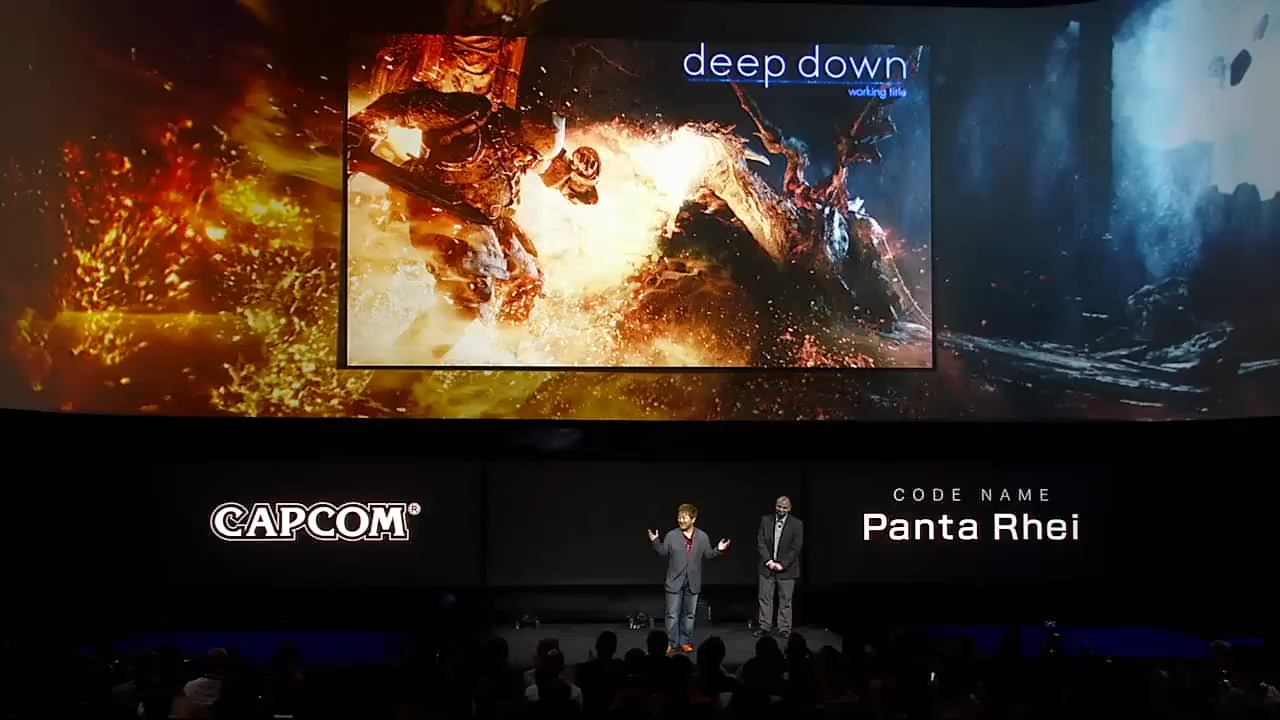 deep down
working title
CAPCOM®
CODE NAME
Panta Rhei